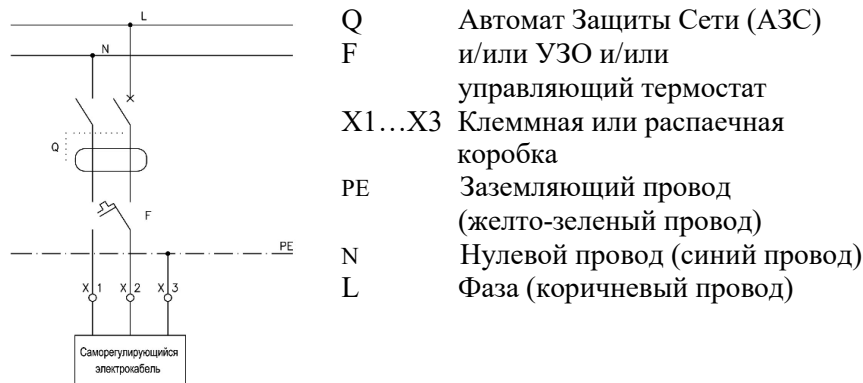 L
N
Q
F
PE
X 1 X 2 X 3
Саморегулирующийся
электрокабель
Q Автомат Защиты Сети (АЗС)
F и/или УЗО и/или
управляющий термостат
X1…X3 Клеммная или распаечная
коробка
PE Заземляющий провод
(желто-зеленый провод)
N Нулевой провод (синий провод)
L Фаза (коричневый провод)